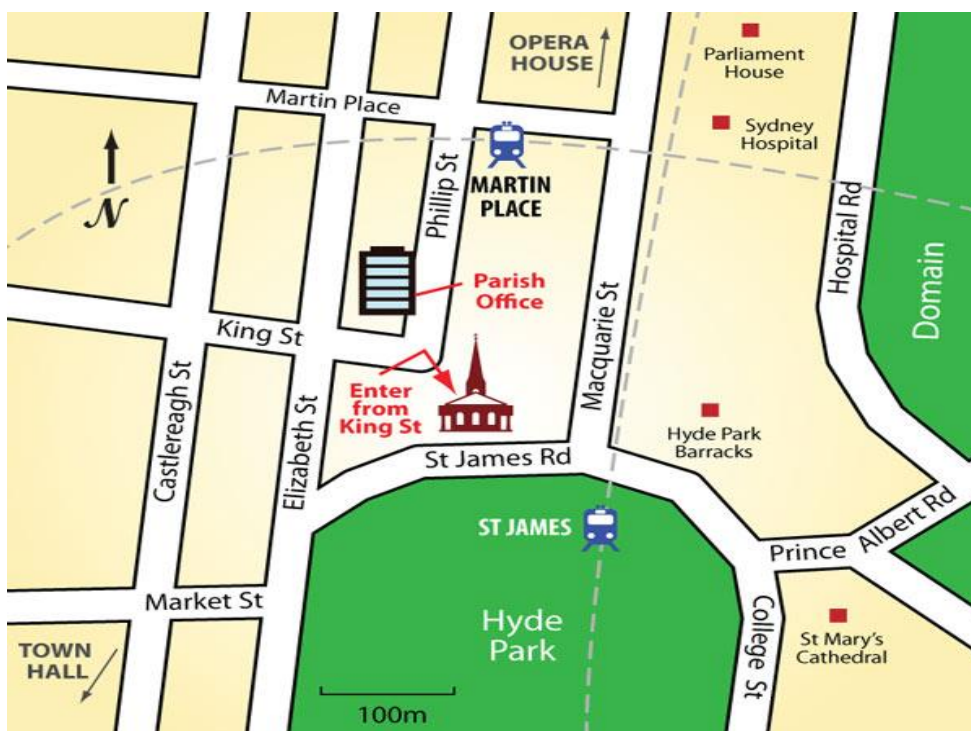 OPERA
HOUSE
Parliament
House
Martin Place
Sydney
Hospital
N
MARTIN
PLACE
Phillip St
Hospital Rd
Domain
Parish
Office
King St
Macquarie St
Castlereagh St
Elizabeth St
Enter
from
King St
Hyde Park
Barracks
St James Rd
ST JAMES
Prince Albert Rd
Market St
College St
Hyde
Park
TOWN
HALL
St Mary's
Cathedral
100m